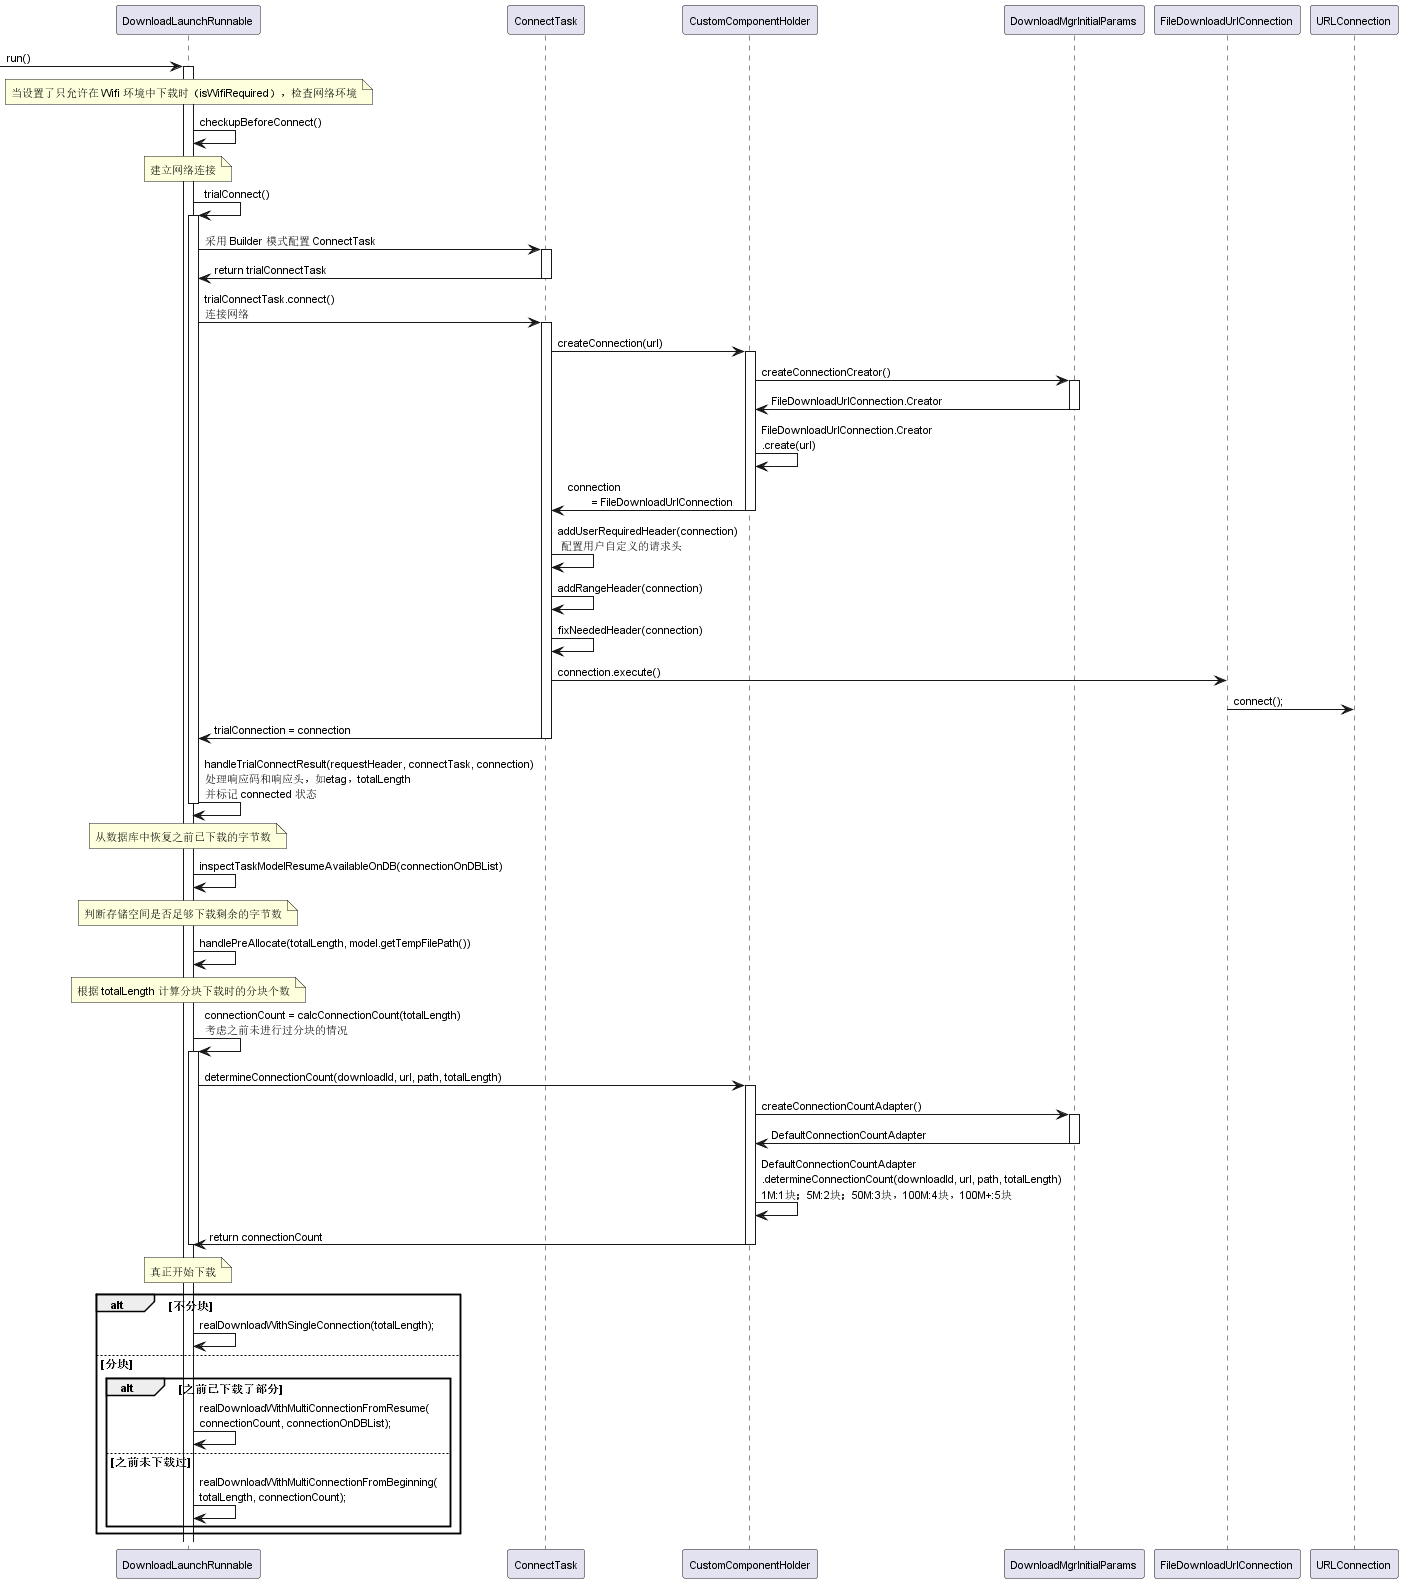 DownloadLaunchRunnable
ConnectTask
CustomComponentHolder
DownloadMgrInitialParams
FileDownloadUrlConnection
URLConnection
run()
当设置了只允许在 Wifi 环境中下载时（isWifiRequired），检查网络环境
checkupBeforeConnect()
建立网络连接
trialConnect()
采用 Builder 模式配置 ConnectTask
return trialConnectTask
trialConnectTask.connect()
连接网络
createConnection(url)
createConnectionCreator()
FileDownloadUrlConnection.Creator
FileDownloadUrlConnection.Creator
.create(url)
connection
= FileDownloadUrlConnection
addUserRequiredHeader(connection)
配置用户自定义的请求头
addRangeHeader(connection)
fixNeededHeader(connection)
connection.execute()
connect();
trialConnection = connection
handleTrialConnectResult(requestHeader, connectTask, connection)
处理响应码和响应头，如etag，totalLength
并标记 connected 状态
从数据库中恢复之前已下载的字节数
inspectTaskModelResumeAvailableOnDB(connectionOnDBList)
判断存储空间是否足够下载剩余的字节数
handlePreAllocate(totalLength, model.getTempFilePath())
根据 totalLength 计算分块下载时的分块个数
connectionCount = calcConnectionCount(totalLength)
考虑之前未进行过分块的情况
determineConnectionCount(downloadId, url, path, totalLength)
createConnectionCountAdapter()
DefaultConnectionCountAdapter
DefaultConnectionCountAdapter
.determineConnectionCount(downloadId, url, path, totalLength)
1M:1块；5M:2块；50M:3块，100M:4块，100M+:5块
return connectionCount
真正开始下载
alt [不分块]
realDownloadWithSingleConnection(totalLength);
[分块]
alt [之前已下载了部分]
realDownloadWithMultiConnectionFromResume(
connectionCount, connectionOnDBList);
[之前未下载过]
realDownloadWithMultiConnectionFromBeginning(
totalLength, connectionCount);
DownloadLaunchRunnable
ConnectTask
CustomComponentHolder
DownloadMgrInitialParams
FileDownloadUrlConnection
URLConnection